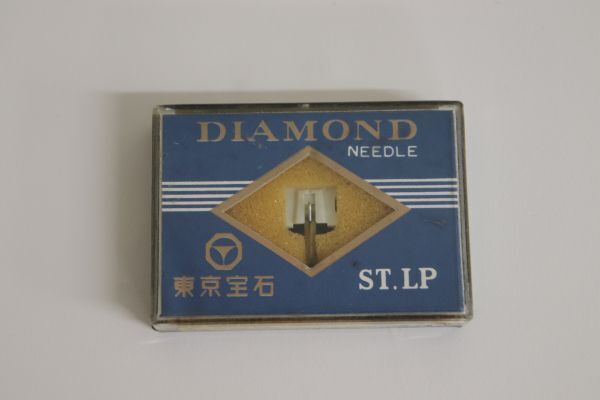 DIAMOND
NEEDLE
東京宝石
ST.LP